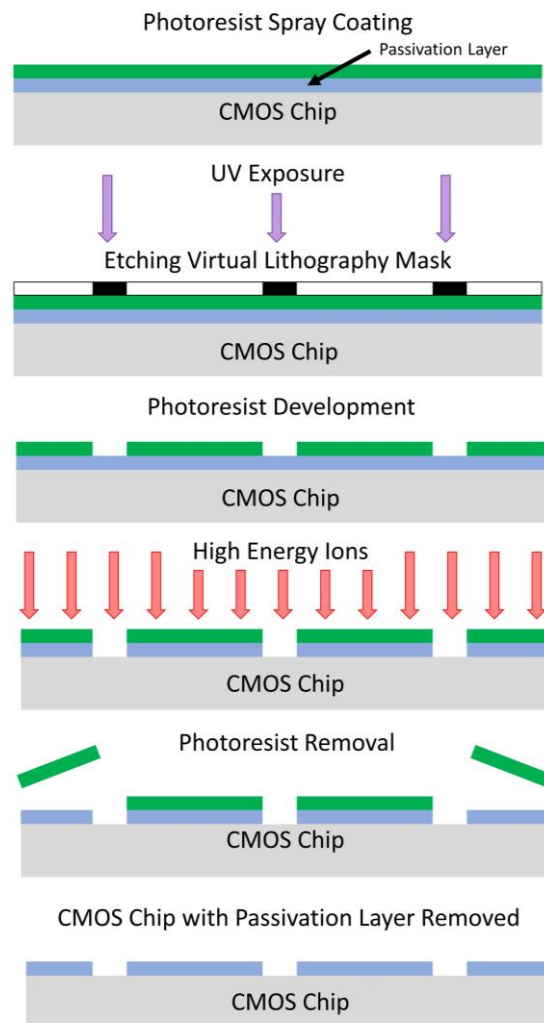 Photoresist Spray Coating
Passivation Layer
CMOS Chip
UV Exposure
Etching Virtual Lithography Mask
CMOS Chip
Photoresist Development
CMOS Chip
High Energy Ions
CMOS Chip
Photoresist Removal
CMOS Chip
CMOS Chip with Passivation Layer Removed
CMOS Chip